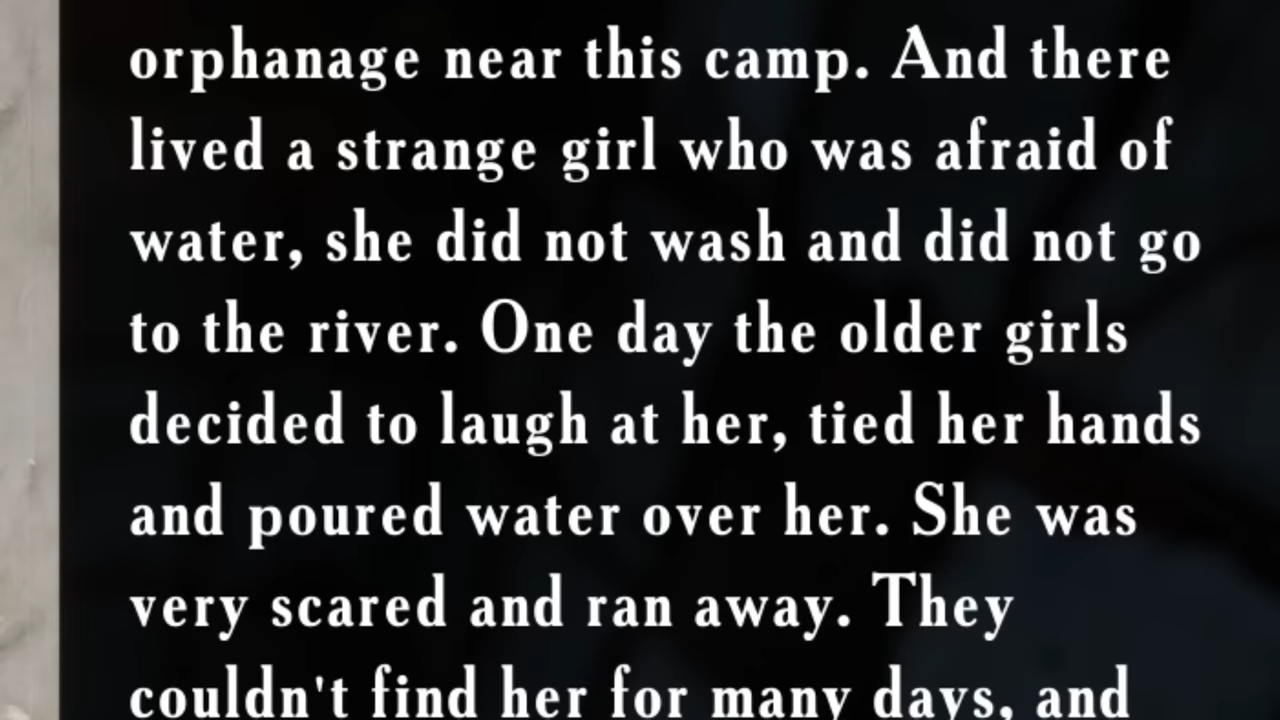 orphanage near this camp. And there
lived a strange girl who was afraid of
water, she did not wash and did not go
to the river. One day the older girls
decided to laugh at her, tied her hands
and poured water over her. She was
very scared and ran away. They
couldn't find her for many days, and